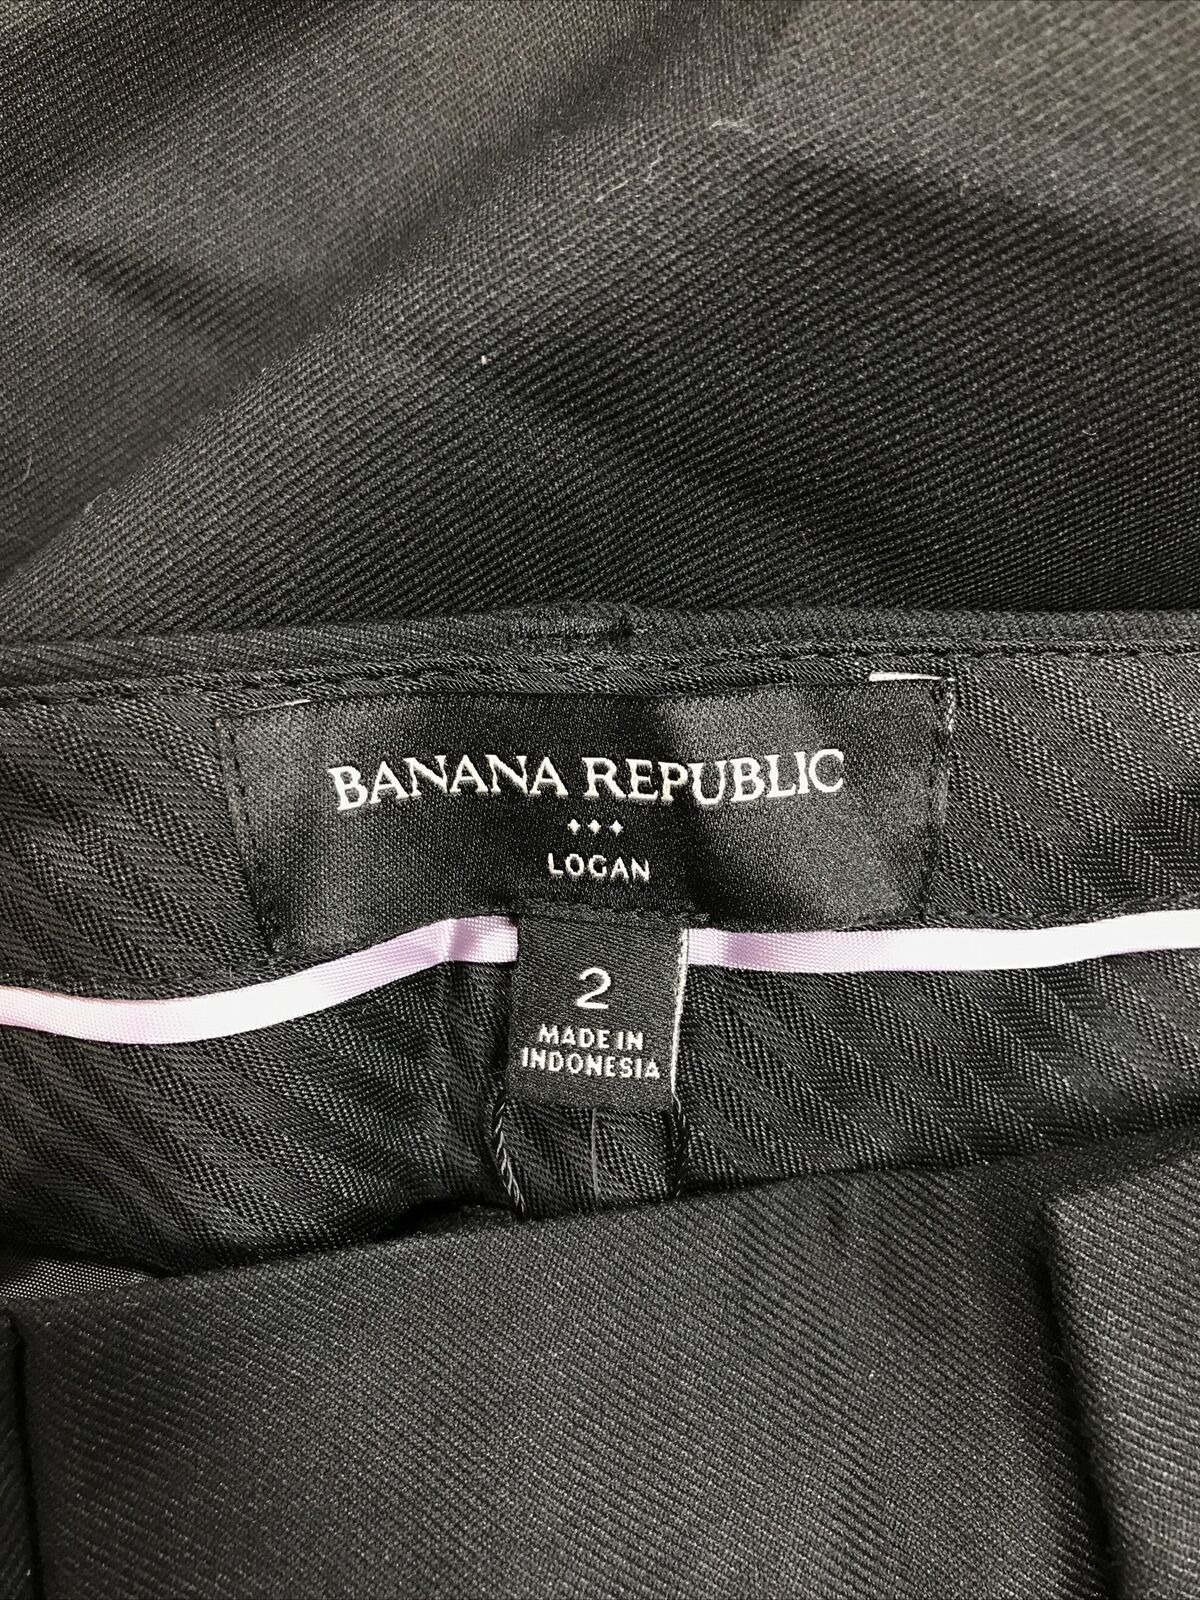 BANANA REPUBLIC
LOGAN
2
MADE IN
INDONESIA